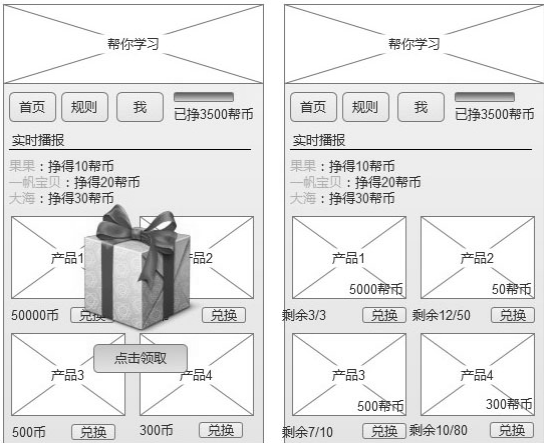 帮你学习
首页 规则 我 已挣3500帮币
实时播报
果果：挣得10帮币
一帆宝贝：挣得20帮币
大海：挣得30帮币
产品1 产品2
50000币 兑换 兑换
点击领取
产品3 产品4
500币 兑换 300币 兑换
帮你学习
首页 规则 我 已挣3500帮币
实时播报
果果：挣得10帮币
一帆宝贝：挣得20帮币
大海：挣得30帮币
产品1 产品2
5000帮币 50帮币
剩余3/3 兑换 剩余12/50 兑换
产品3 产品4
500帮币 300帮币
剩余7/10 兑换 剩余10/80 兑换